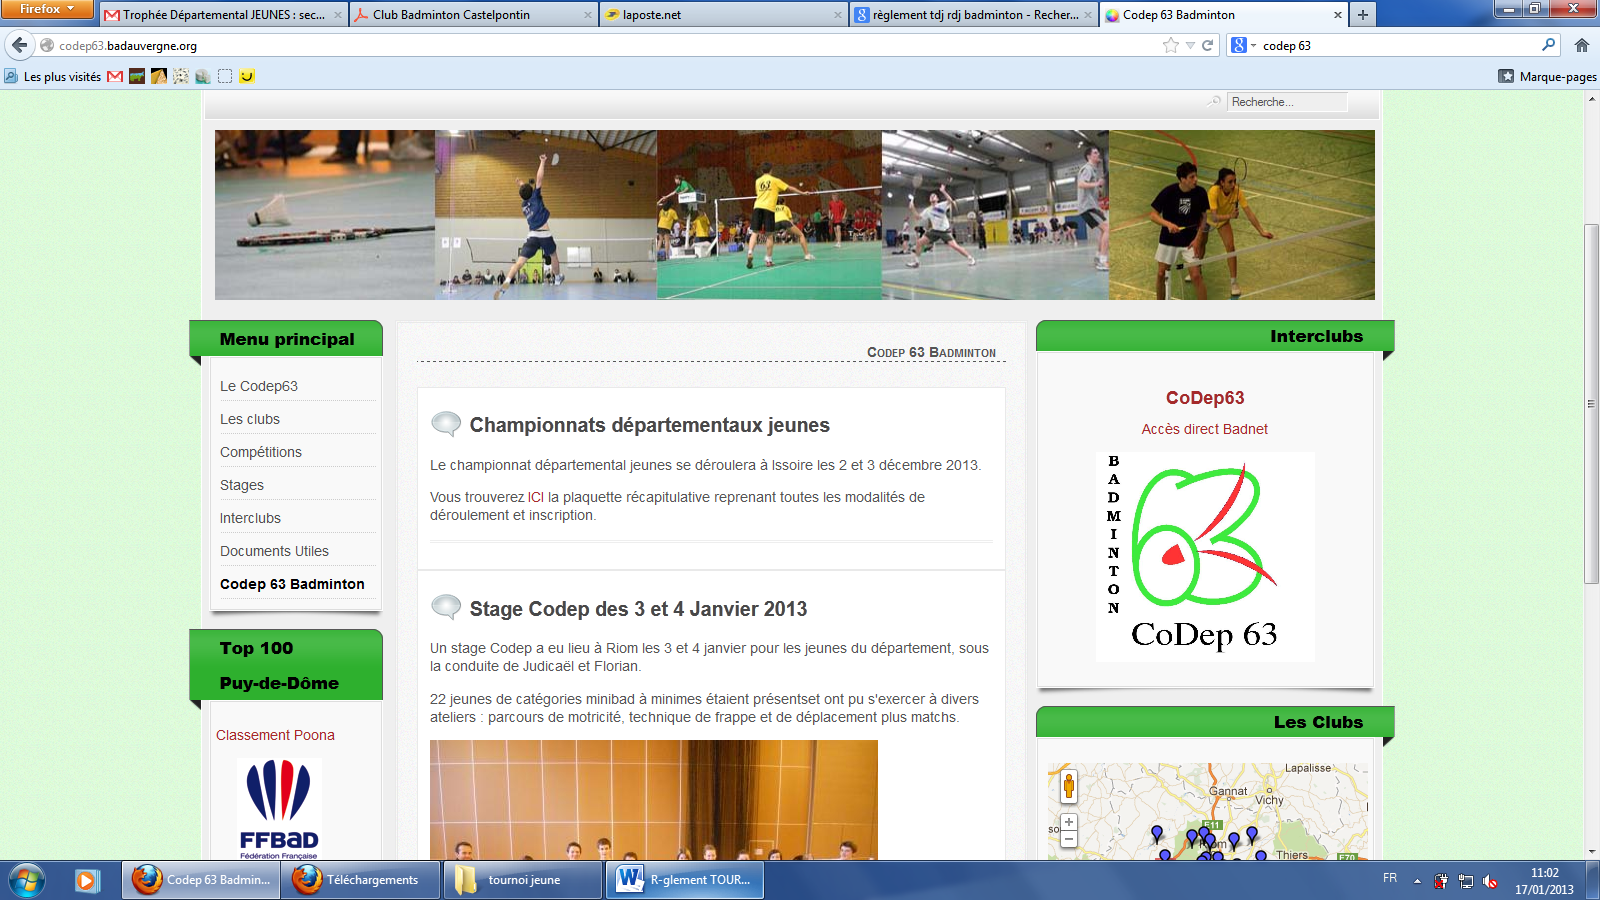 Firefox
Trophée Départemental JEUNES : sec...
Club Badminton Castelpontin
laposte.net
règlement tdj rdj badminton - Recher...
Codep 63 Badminton
codep63.badauvergne.org
codep 63
Les plus visités
Marque-pages
Recherche...
Menu principal
Le Codep63
Les clubs
Compétitions
Stages
Interclubs
Documents Utiles
Codep 63 Badminton
Top 100
Puy-de-Dôme
Classement Poona
FFBaD
Fédération Française
Codep 63 Badminton
Championnats départementaux jeunes
Le championnat départemental jeunes se déroulera à Issoire les 2 et 3 décembre 2013.
Vous trouverez ICI la plaquette récapitulative reprenant toutes les modalités de
déroulement et inscription.
Stage Codep des 3 et 4 Janvier 2013
Un stage Codep a eu lieu à Riom les 3 et 4 janvier pour les jeunes du département, sous
la conduite de Judicaël et Florian.
22 jeunes de catégories minibad à minimes étaient présentset ont pu s'exercer à divers
ateliers : parcours de motricité, technique de frappe et de déplacement plus matchs.
Interclubs
CoDep63
Accès direct Badnet
BADMINTON
CoDep 63
Les Clubs
Lapalisse
Gannat
Vichy
E11
Riom
Thiers
E70
Codep 63 Badmin...
Téléchargements
tournoi jeune
R-glement TOUR...
FR
11:02
17/01/2013